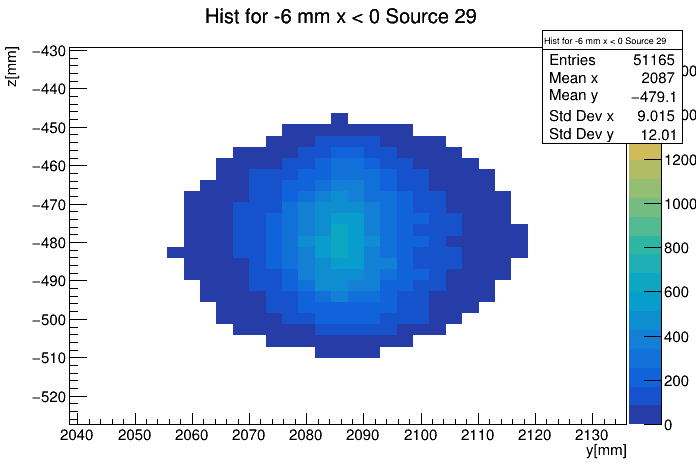 Hist for -6 mm x < 0 Source 29
z[mm]
−430
−440
−450
−460
−470
−480
−490
−500
−510
−520
2040 2050 2060 2070 2080 2090 2100 2110 2120 2130
y[mm]
Hist for -6 mm x < 0 Source 29
Entries 51165
Mean x 2087
Mean y −479.1
Std Dev x 9.015
Std Dev y 12.01
1200
1000
800
600
400
200
0